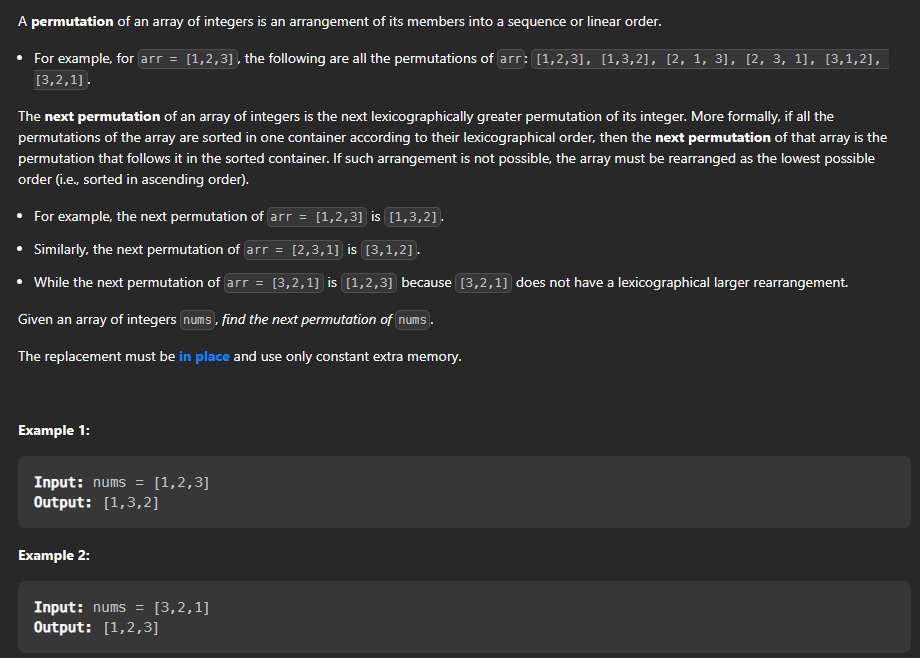 A permutation of an array of integers is an arrangement of its members into a sequence or linear order.
• For example, for arr = [1,2,3], the following are all the permutations of arr: [1,2,3], [1,3,2], [2, 1, 3], [2, 3, 1], [3,1,2],
[3,2,1].
The next permutation of an array of integers is the next lexicographically greater permutation of its integer. More formally, if all the
permutations of the array are sorted in one container according to their lexicographical order, then the next permutation of that array is the
permutation that follows it in the sorted container. If such arrangement is not possible, the array must be rearranged as the lowest possible
order (i.e., sorted in ascending order).
• For example, the next permutation of arr = [1,2,3] is [1,3,2].
• Similarly, the next permutation of arr = [2,3,1] is [3,1,2].
• While the next permutation of arr = [3,2,1] is [1,2,3] because [3,2,1] does not have a lexicographical larger rearrangement.
Given an array of integers nums, find the next permutation of nums.
The replacement must be in place and use only constant extra memory.
Example 1:
Input: nums = [1,2,3]
Output: [1,3,2]
Example 2:
Input: nums = [3,2,1]
Output: [1,2,3]